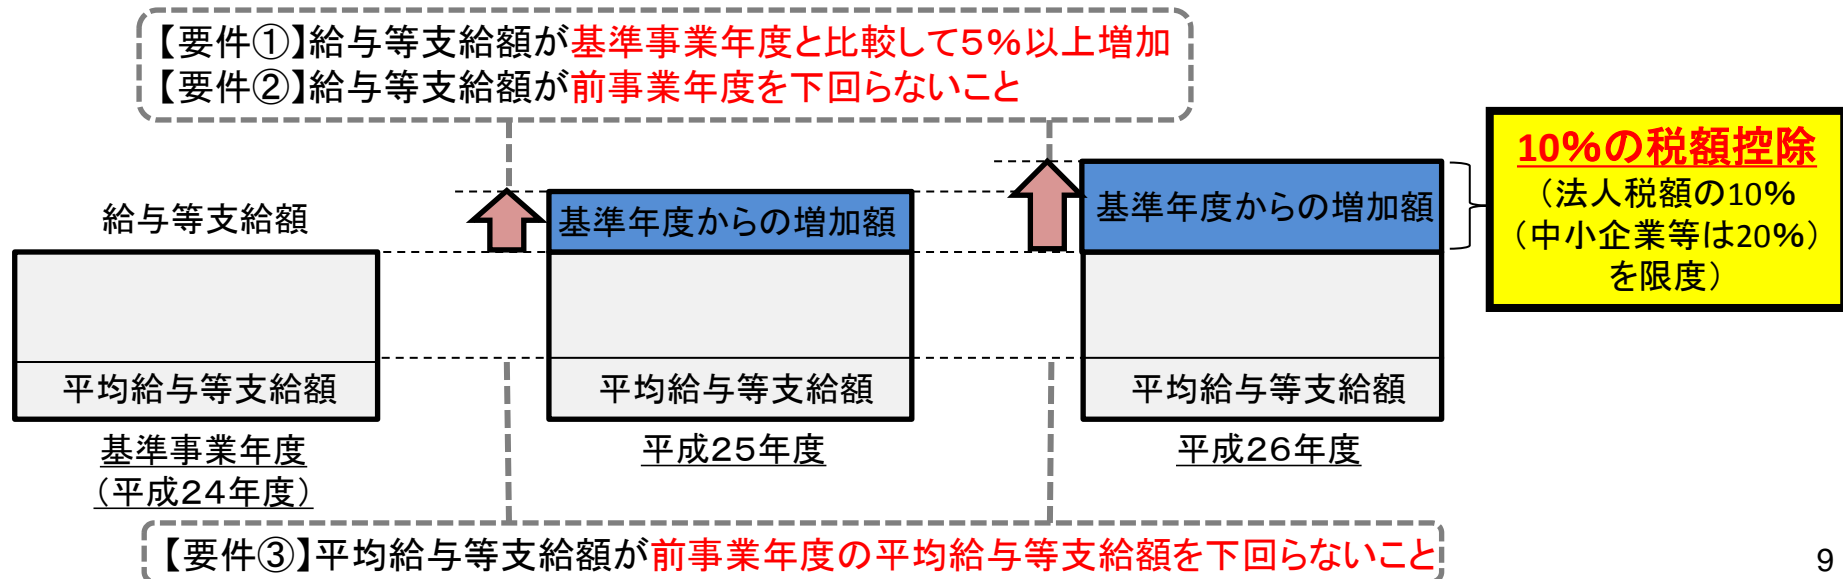 【要件①】給与等支給額が基準事業年度と比較して５％以上増加
【要件②】給与等支給額が前事業年度を下回らないこと
給与等支給額
平均給与等支給額
基準事業年度
（平成２４年度）
基準年度からの増加額
平均給与等支給額
平成２５年度
基準年度からの増加額
平均給与等支給額
平成２６年度
10%の税額控除
（法人税額の10%
（中小企業等は20%）
を限度）
【要件③】平均給与等支給額が前事業年度の平均給与等支給額を下回らないこと
9